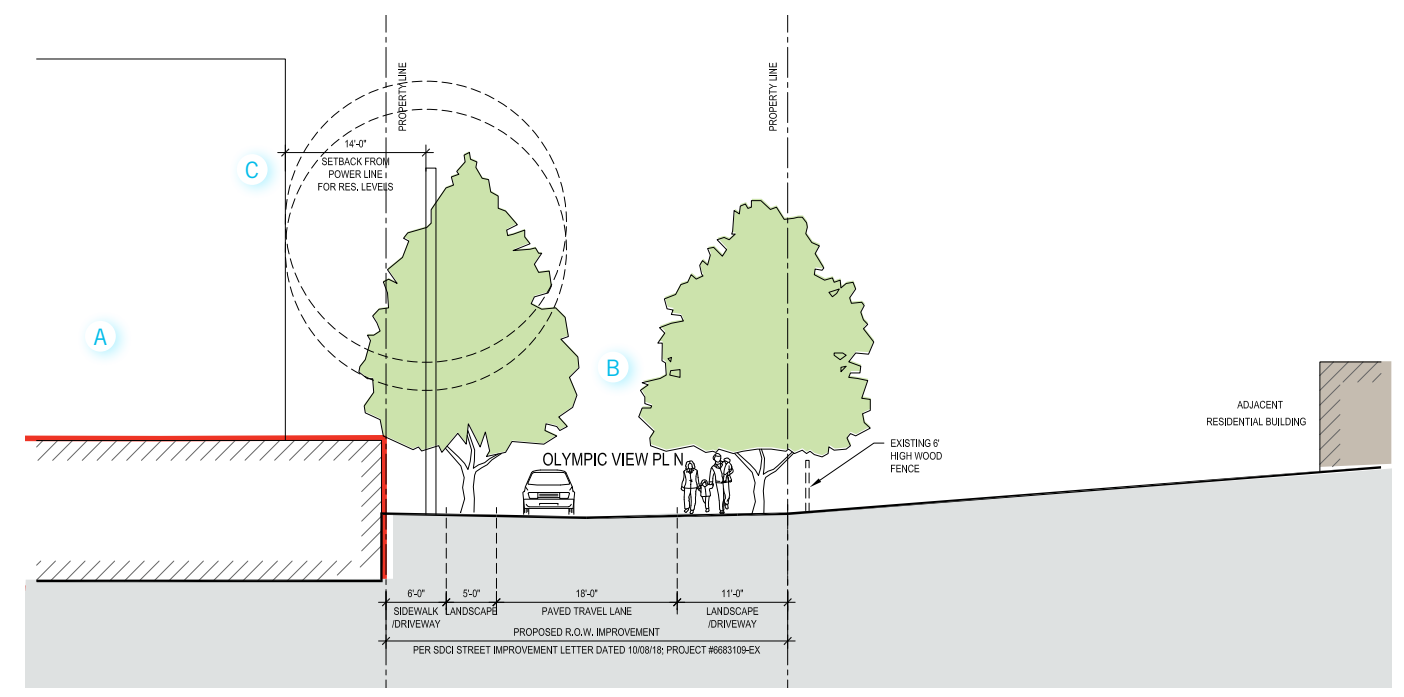 PROPERTY LINE
PROPERTY LINE
14'-0"
SETBACK FROM
POWER LINE
FOR RES. LEVELS
C
A
B
ADJACENT
RESIDENTIAL BUILDING
EXISTING 6'
HIGH WOOD
FENCE
OLYMPIC VIEW PL N
6'-0"
SIDEWALK
/DRIVEWAY
5'-0"
LANDSCAPE
18'-0"
PAVED TRAVEL LANE
11'-0"
LANDSCAPE
/DRIVEWAY
PROPOSED R.O.W. IMPROVEMENT
PER SDCI STREET IMPROVEMENT LETTER DATED 10/08/18; PROJECT #6683109-EX